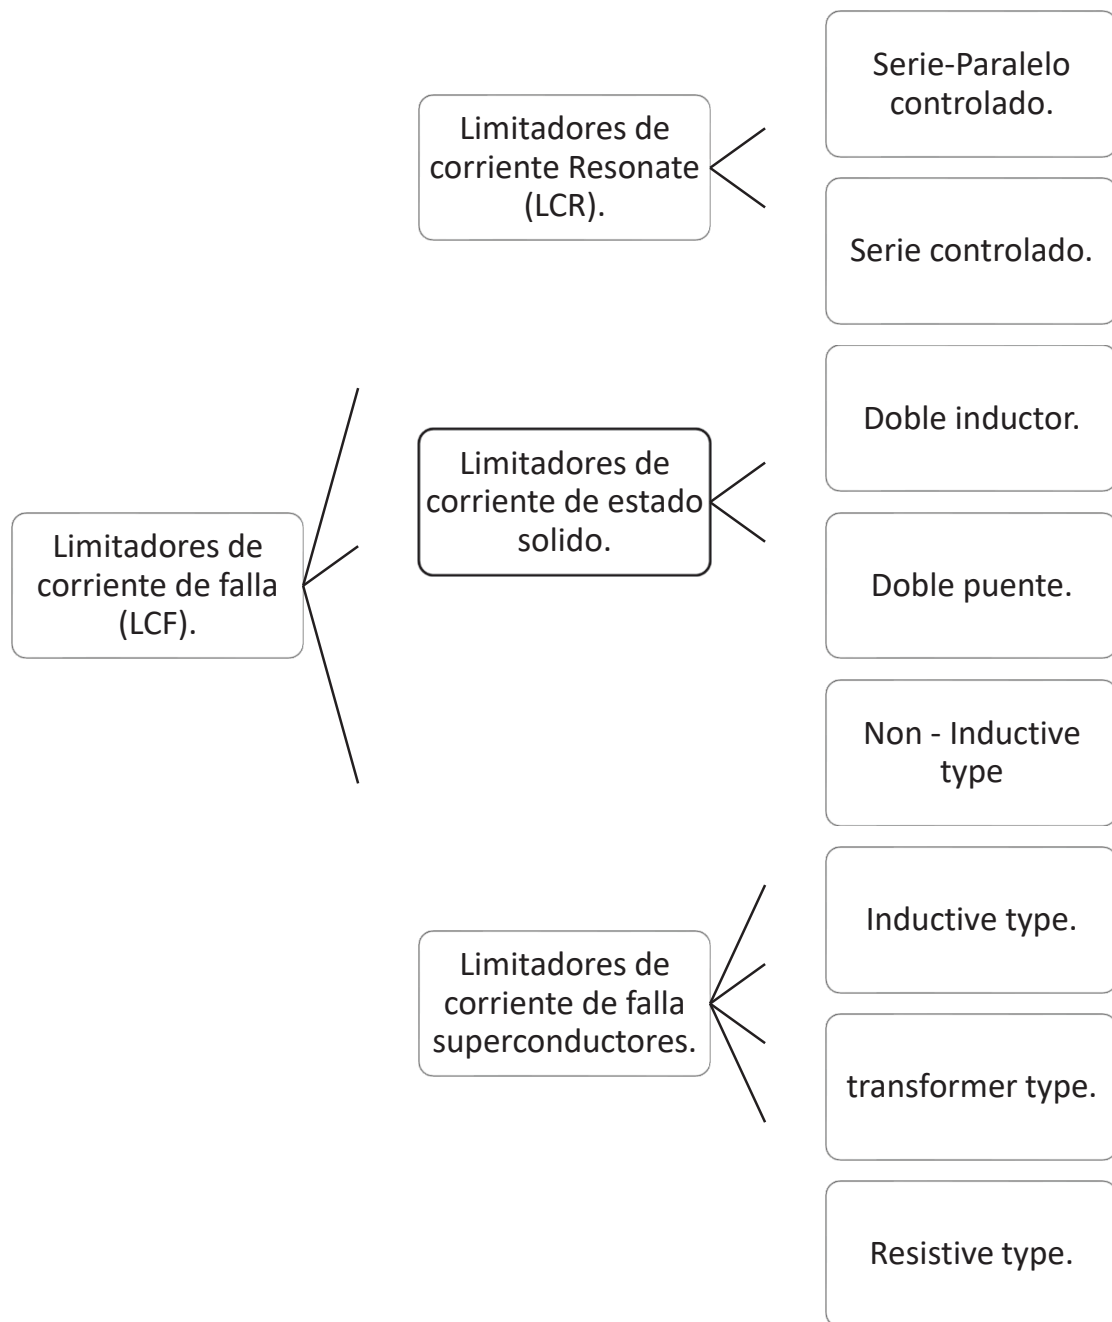 Limitadores de
corriente de falla
(LCF).
Limitadores de
corriente Resonate
(LCR).
Serie-Paralelo
controlado.
Serie controlado.
Limitadores de
corriente de estado
solido.
Doble inductor.
Doble puente.
Limitadores de
corriente de falla
superconductores.
Non - Inductive
type
Inductive type.
transformer type.
Resistive type.